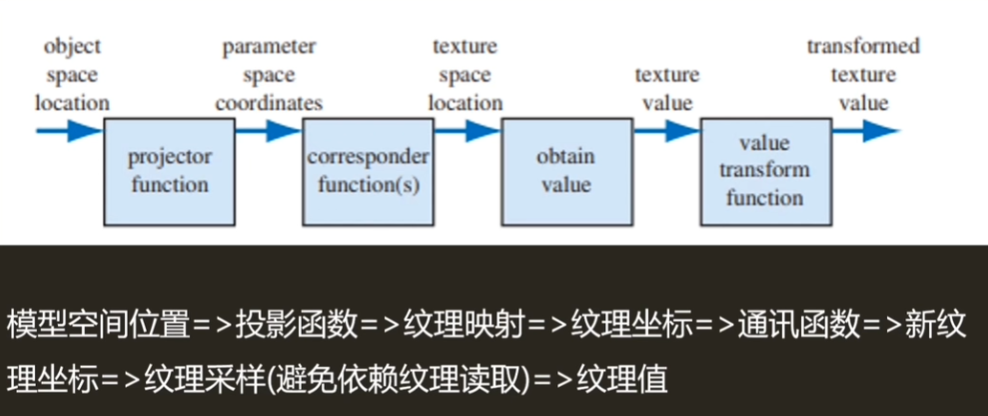 object
space
location
parameter
space
coordinates
texture
space
location
texture
value
transformed
texture
value
projector
function
corresponder
function(s)
obtain
value
value
transform
function
模型空间位置=>投影函数=>纹理映射=>纹理坐标=>通讯函数=>新纹
理坐标=>纹理采样(避免依赖纹理读取)=>纹理值